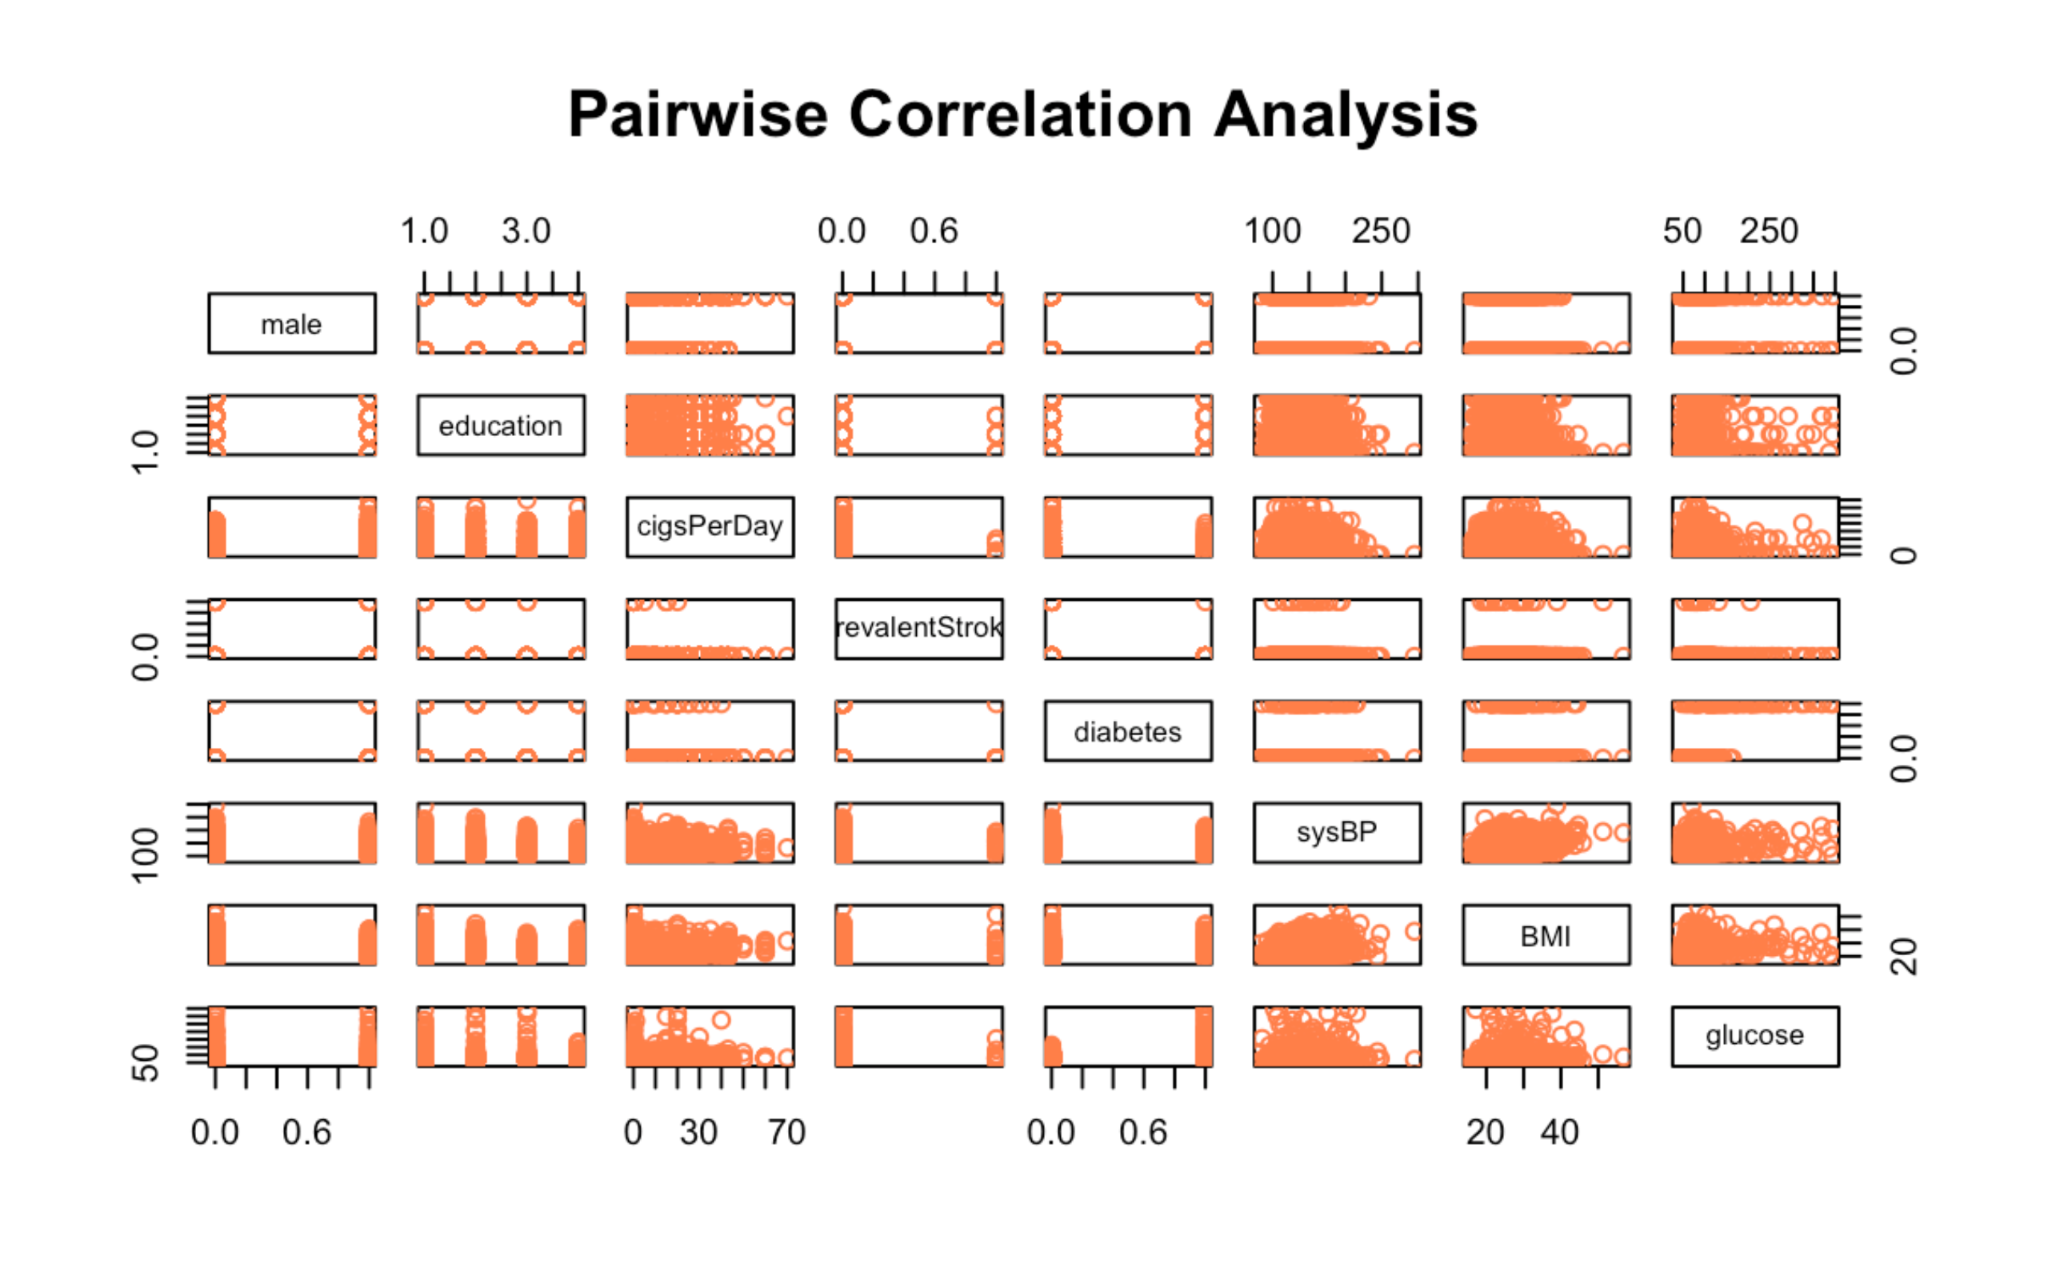 Pairwise Correlation Analysis
1.0 3.0 0.0 0.6 100 250 50 250
male
0.0
education
1.0
cigsPerDay
0
revalentStrok
0.0
diabetes
0.0
sysBP
100
BMI
20
glucose
50
0.0 0.6 0 30 70 0.0 0.6 20 40